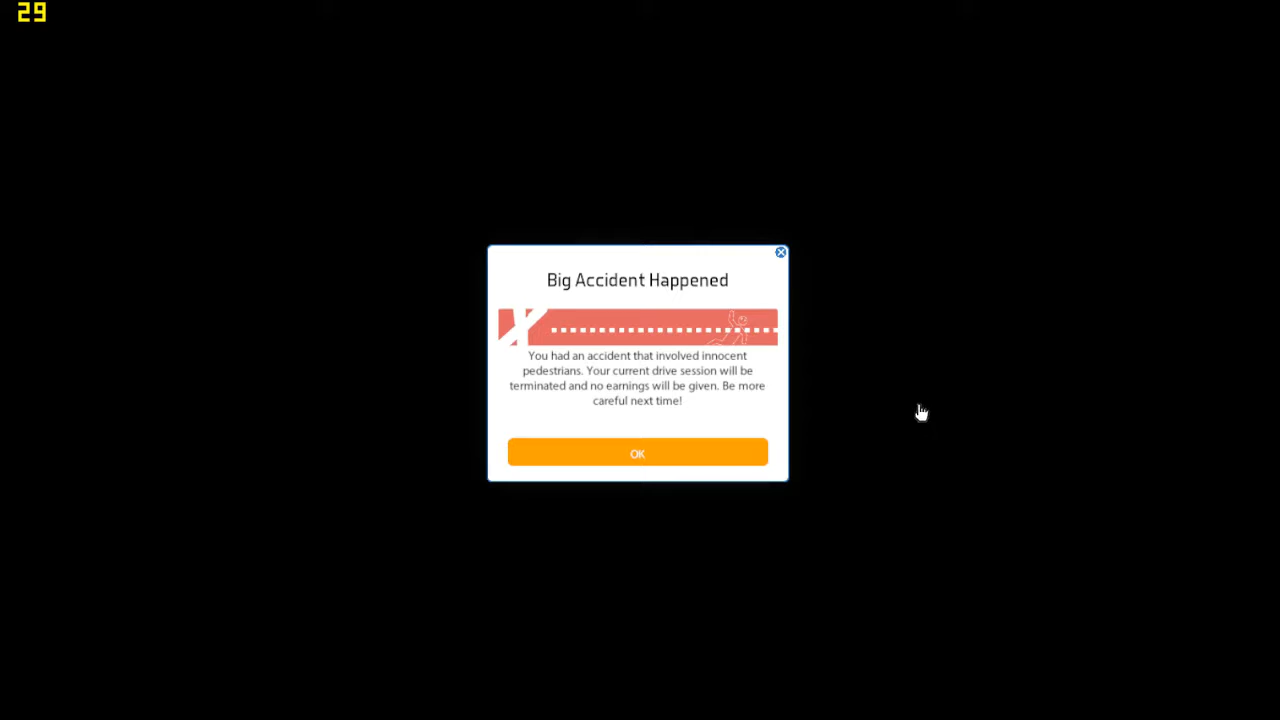 29
Big Accident Happened
You had an accident that involved innocent
pedestrians. Your current drive session will be
terminated and no earnings will be given. Be more
careful next time!
OK